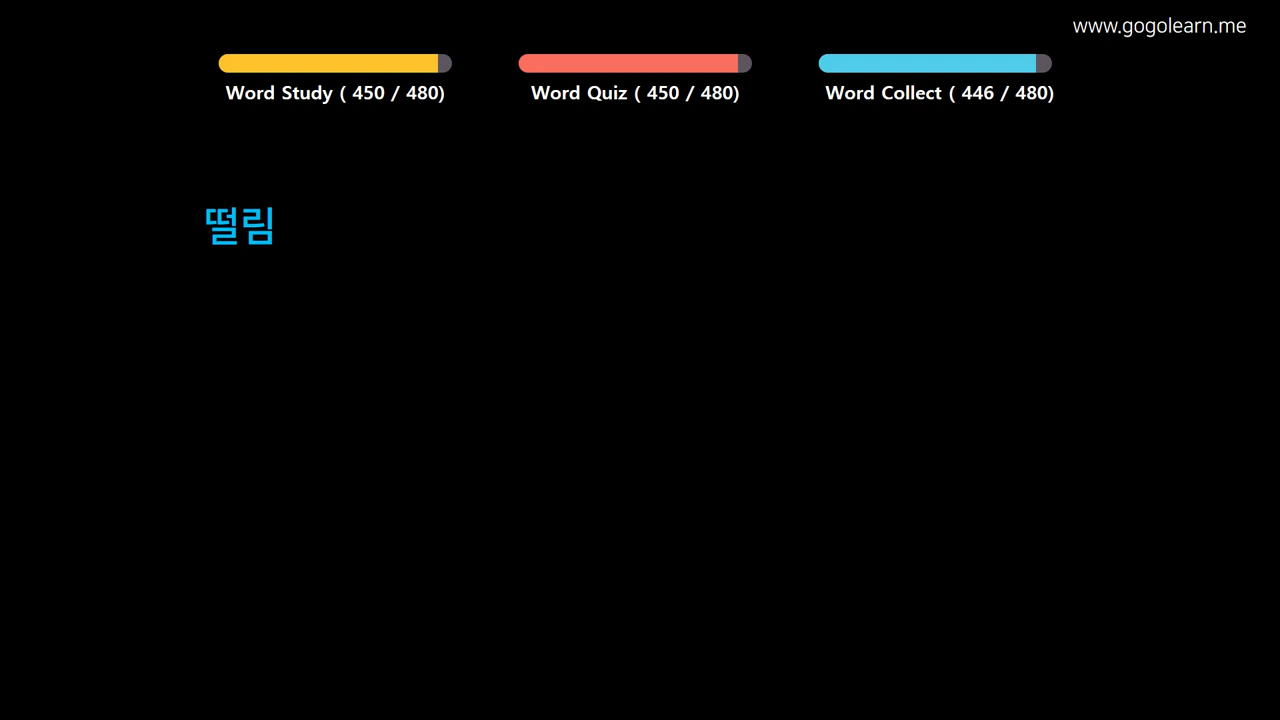 www.gogolearn.me
Word Study ( 450 / 480)
Word Quiz ( 450 / 480)
Word Collect ( 446 / 480)
떨림